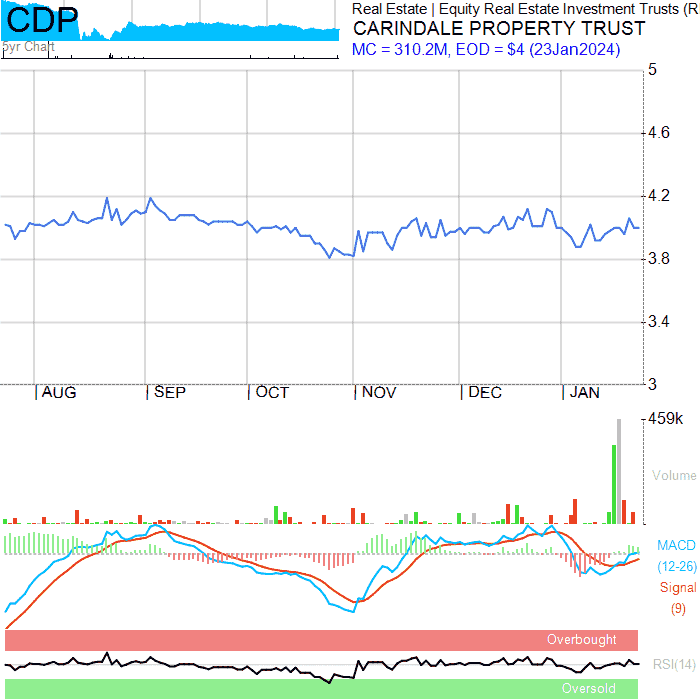 CDP
5yr Chart
Real Estate | Equity Real Estate Investment Trusts (R
CARINDALE PROPERTY TRUST
MC = 310.2M, EOD = $4 (23Jan2024)
5
4.6
4.2
3.8
3.4
3
AUG SEP OCT NOV DEC JAN
459k
Volume
MACD
(12-26)
Signal
(9)
Overbought
RSI(14)
Oversold